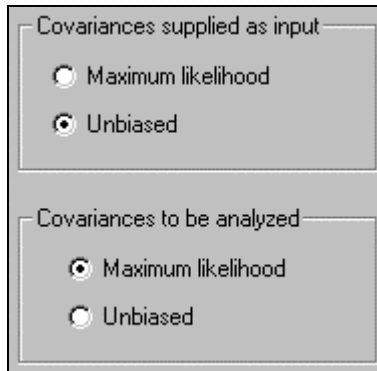 Covariances supplied as input
Maximum likelihood
Unbiased
Covariances to be analyzed
Maximum likelihood
Unbiased